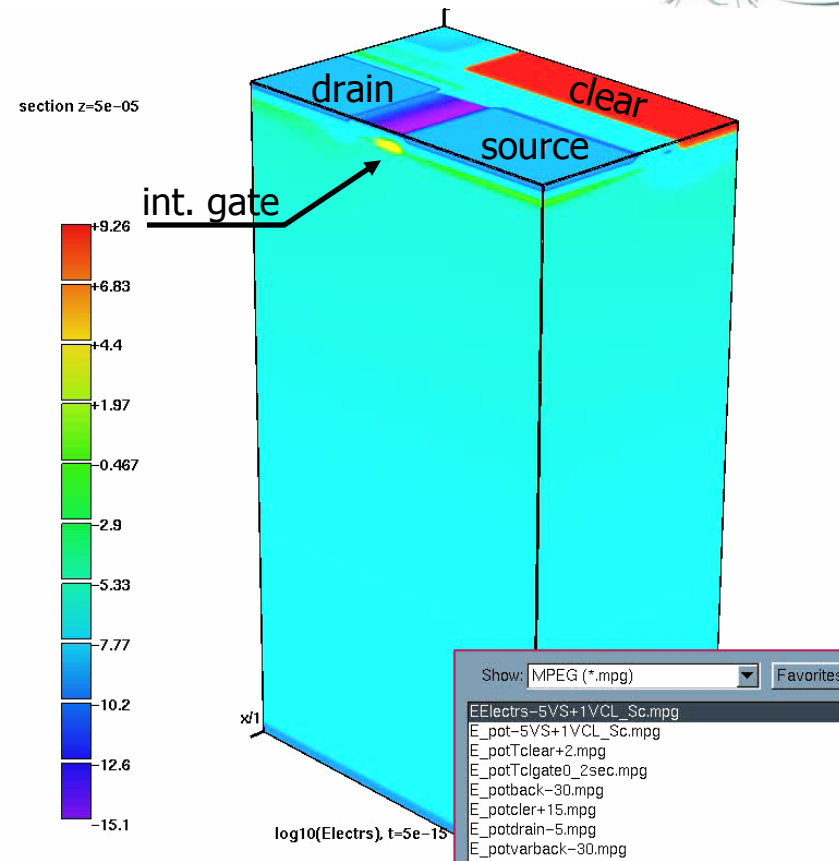 section z=5e-05
drain
clear
source
int. gate
+9.26
+6.83
+4.4
+1.97
-0.467
-2.9
-5.33
-7.77
-10.2
-12.6
-15.1
x/1
log10(Electrs), t=5e-15
Show: MPEG (*.mpg) Favorites
EElectrs-5VS+1VCL_Sc.mpg
E_pot-5VS+1VCL_Sc.mpg
E_potTclear+2.mpg
E_potTclgate0_2sec.mpg
E_potback-30.mpg
E_potcler+15.mpg
E_potdrain-5.mpg
E_potvarback-30.mpg